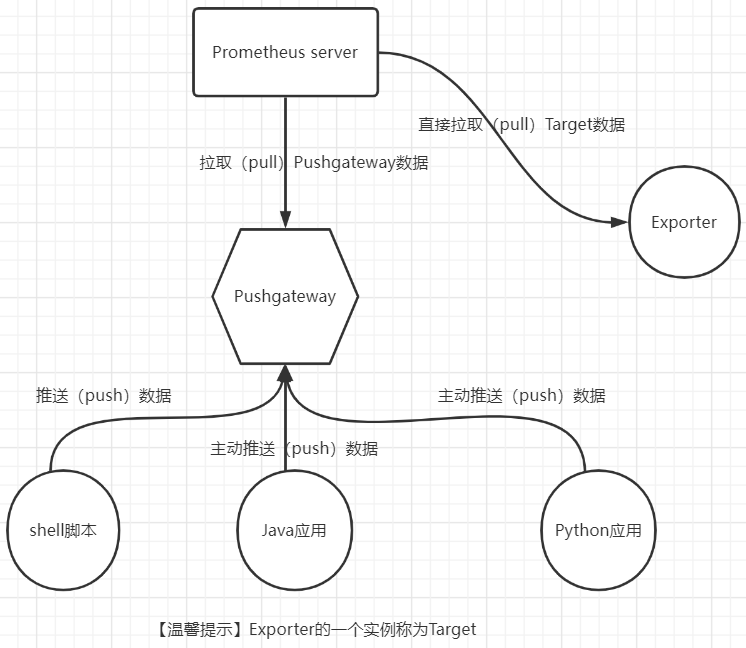 Prometheus server
直接拉取（pull）Target数据
拉取（pull）Pushgateway数据
Exporter
Pushgateway
推送（push）数据
主动推送（push）数据
主动推送（push）数据
shell脚本
Java应用
Python应用
【温馨提示】Exporter的一个实例称为Target